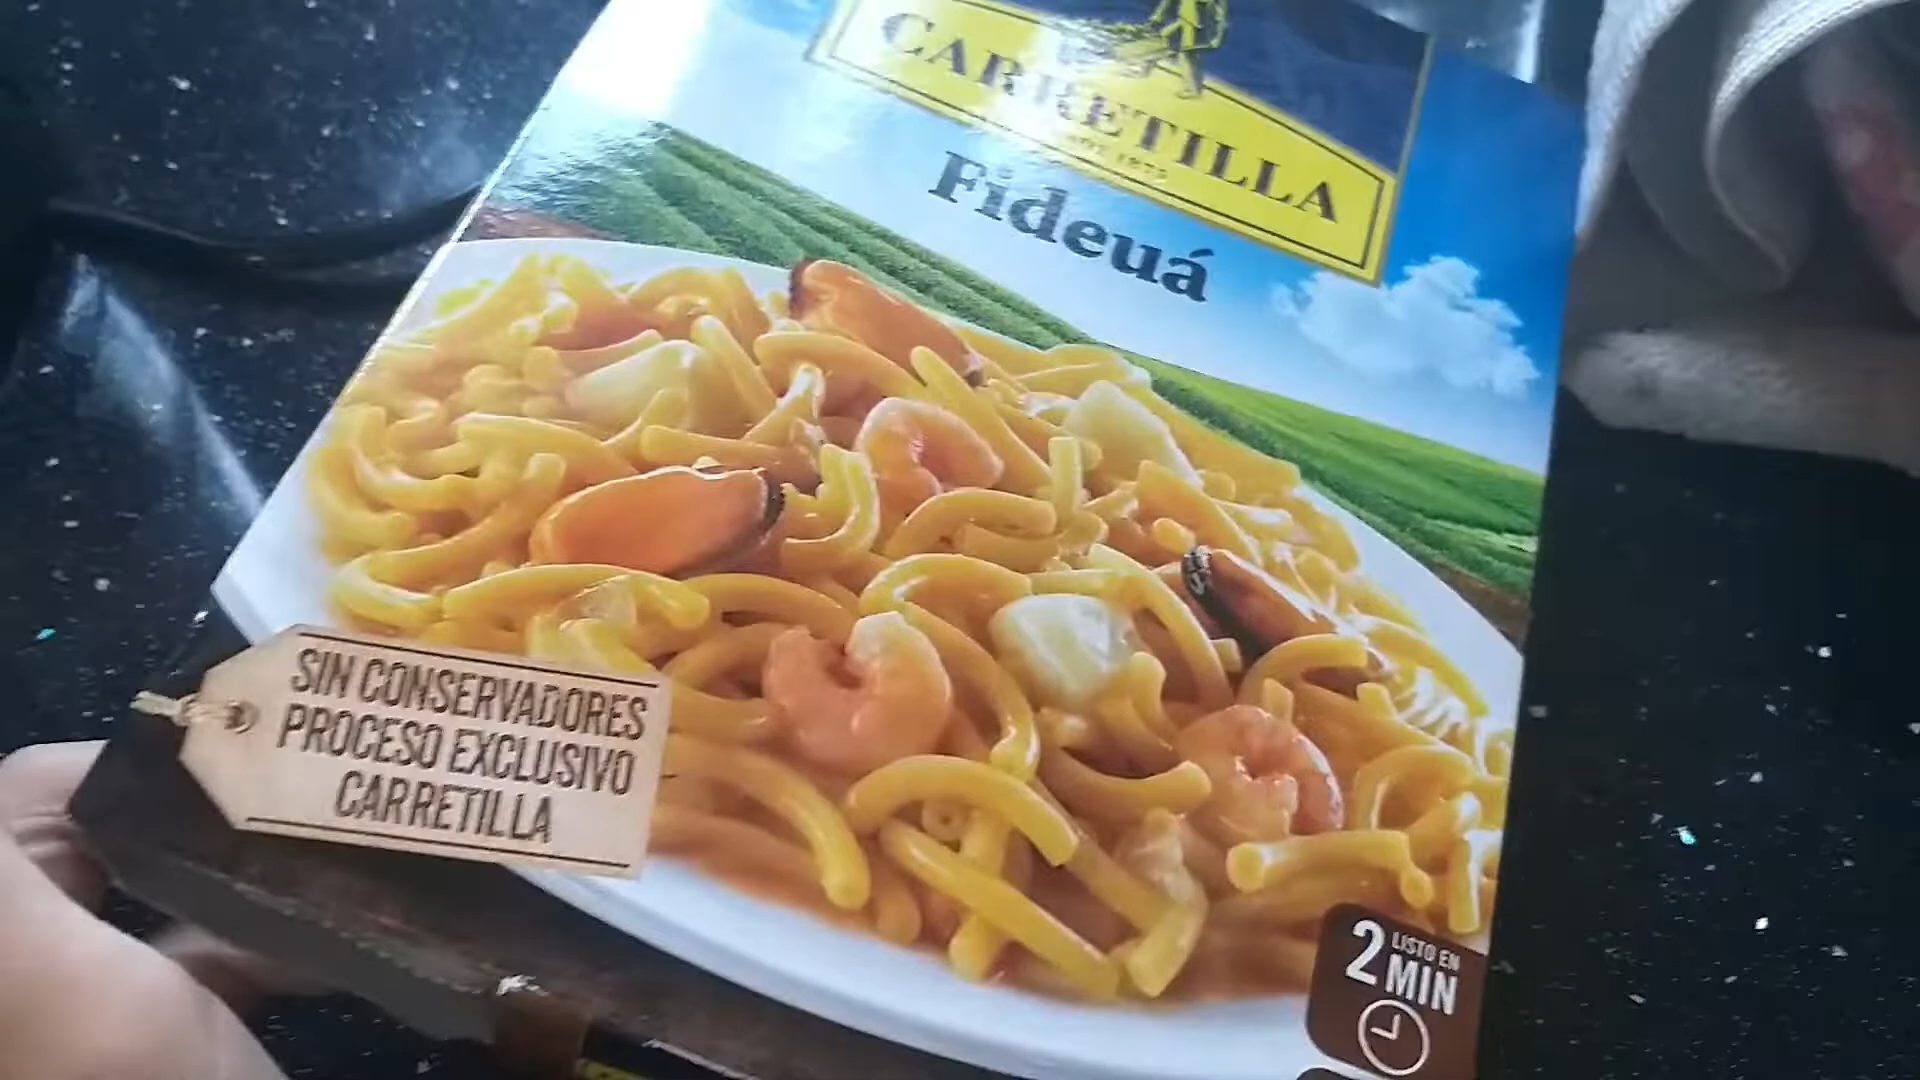 CARRETILLA
Fideuá
SIN CONSERVADORES
PROCESO EXCLUSIVO
CARRETILLA
2 LISTO EN
MIN